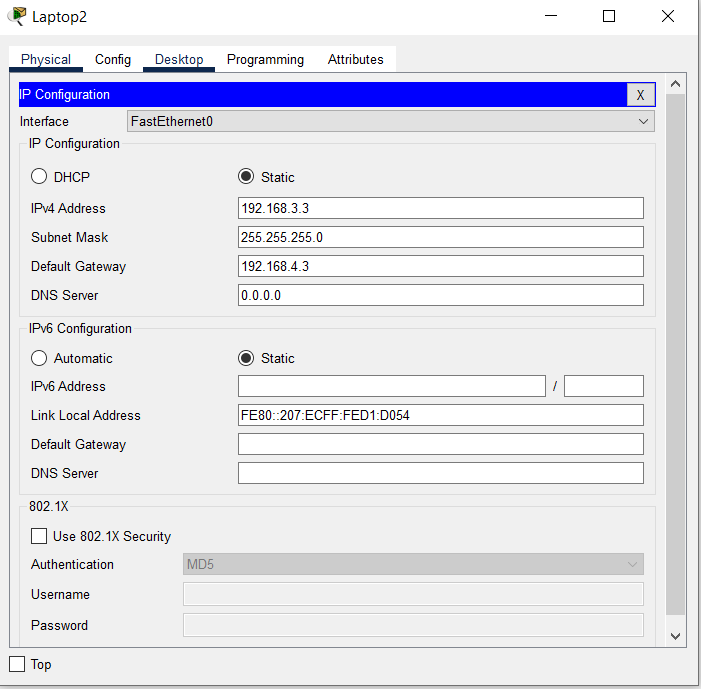 Laptop2
Physical Config Desktop Programming Attributes
IP Configuration X
Interface FastEthernet0
IP Configuration
DHCP Static
IPv4 Address 192.168.3.3
Subnet Mask 255.255.255.0
Default Gateway 192.168.4.3
DNS Server 0.0.0.0
IPv6 Configuration
Automatic Static
IPv6 Address /
Link Local Address FE80::207:ECFF:FED1:D054
Default Gateway
DNS Server
802.1X
Use 802.1X Security
Authentication MD5
Username
Password
Top